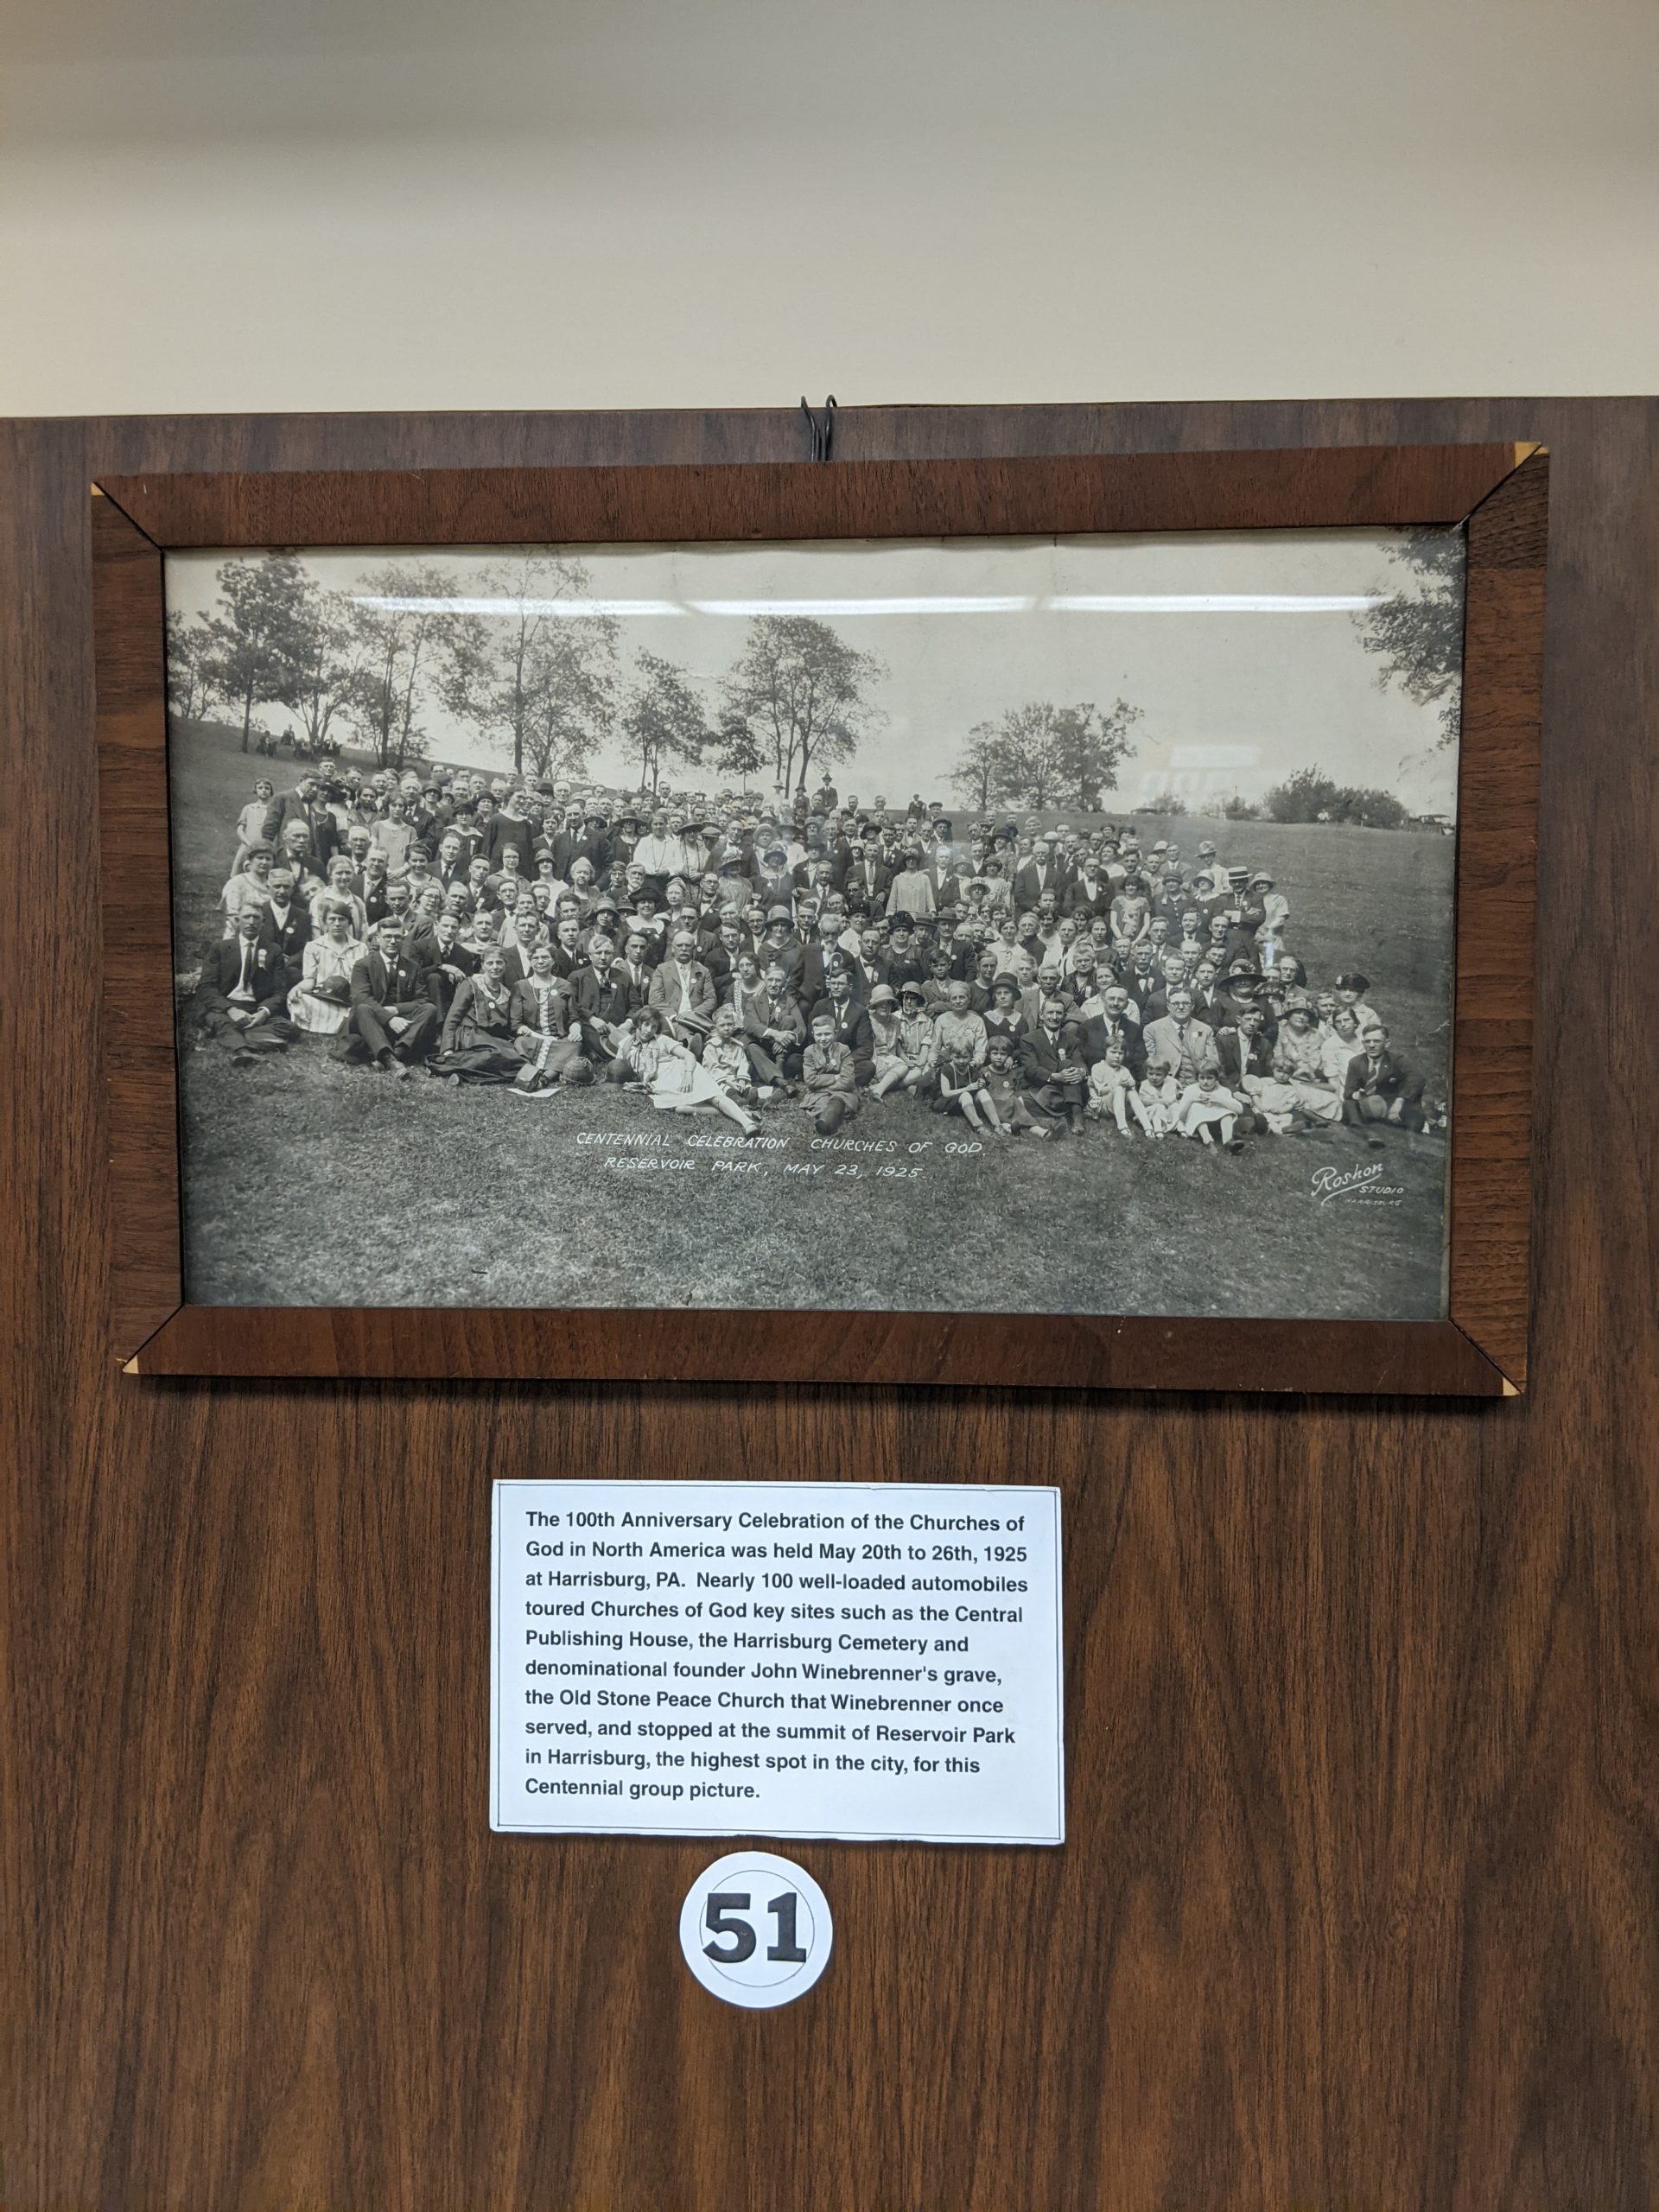 CENTENNIAL CELEBRATION CHURCHES OF GOD.
RESERVOIR PARK, MAY 23, 1925.
Roshon
STUDIO
HARRISBURG
The 100th Anniversary Celebration of the Churches of
God in North America was held May 20th to 26th, 1925
at Harrisburg, PA. Nearly 100 well-loaded automobiles
toured Churches of God key sites such as the Central
Publishing House, the Harrisburg Cemetery and
denominational founder John Winebrenner's grave,
the Old Stone Peace Church that Winebrenner once
served, and stopped at the summit of Reservoir Park
in Harrisburg, the highest spot in the city, for this
Centennial group picture.
51